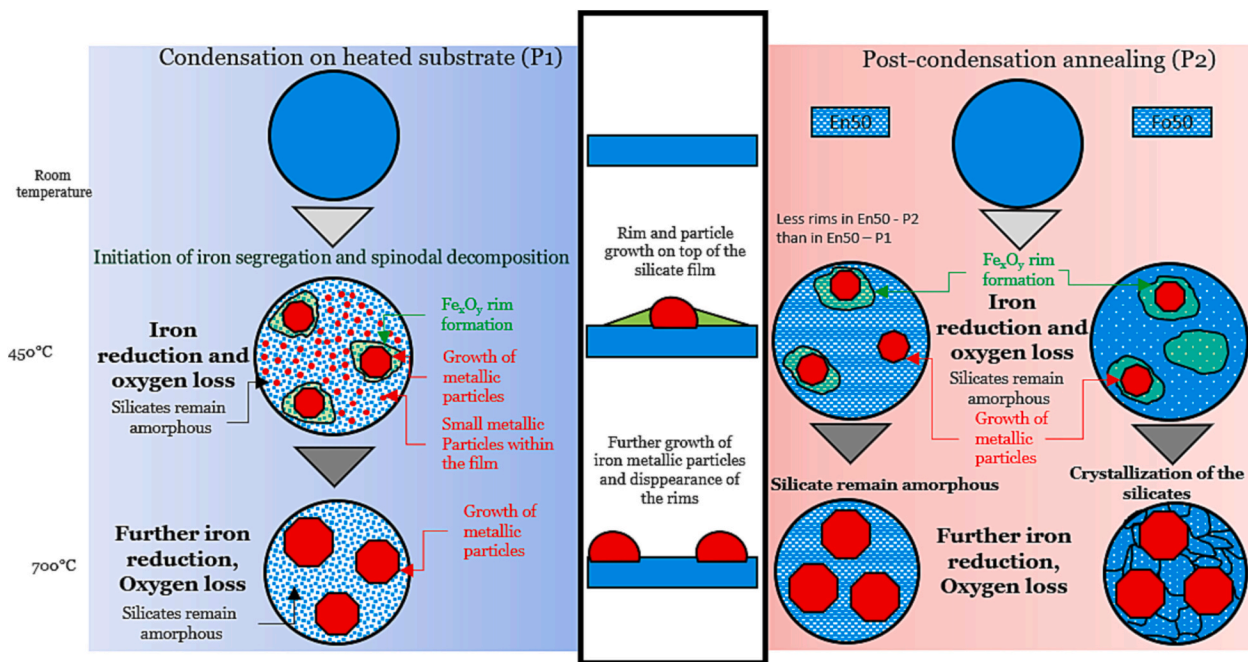 Condensation on heated substrate (P1)
Room
temperature
Initiation of iron segregation and spinodal decomposition
450°C
Iron
reduction and
oxygen loss
Silicates remain
amorphous
FexOy rim
formation
Growth of
metallic
particles
Small metallic
Particles within
the film
700°C
Further iron
reduction,
Oxygen loss
Silicates remain
amorphous
Growth of
metallic particles
Rim and particle
growth on top of the
silicate film
Further growth of
iron metallic particles
and disppearance of
the rims
Post-condensation annealing (P2)
En50
Fo50
Less rims in En50 - P2
than in En50 – P1
FexOy rim
formation
Iron
reduction and
oxygen loss
Silicates remain
amorphous
Growth of
metallic
particles
Silicate remain amorphous
Crystallization of the
silicates
Further iron
reduction,
Oxygen loss